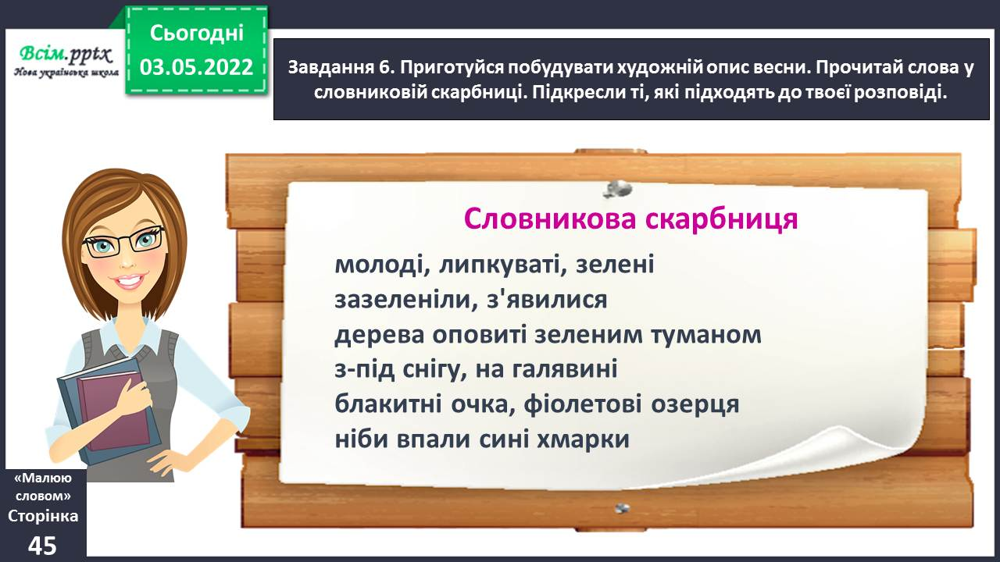 Всім.pptx
Нова українська школа
Сьогодні
03.05.2022
Завдання 6. Приготуйся побудувати художній опис весни. Прочитай слова у
словниковій скарбниці. Підкресли ті, які підходять до твоєї розповіді.
Словникова скарбниця
молоді, липкуваті, зелені
зазеленіли, з'явилися
дерева оповиті зеленим туманом
з-під снігу, на галявині
блакитні очка, фіолетові озерця
ніби впали сині хмарки
«Малюю
словом»
Сторінка
45